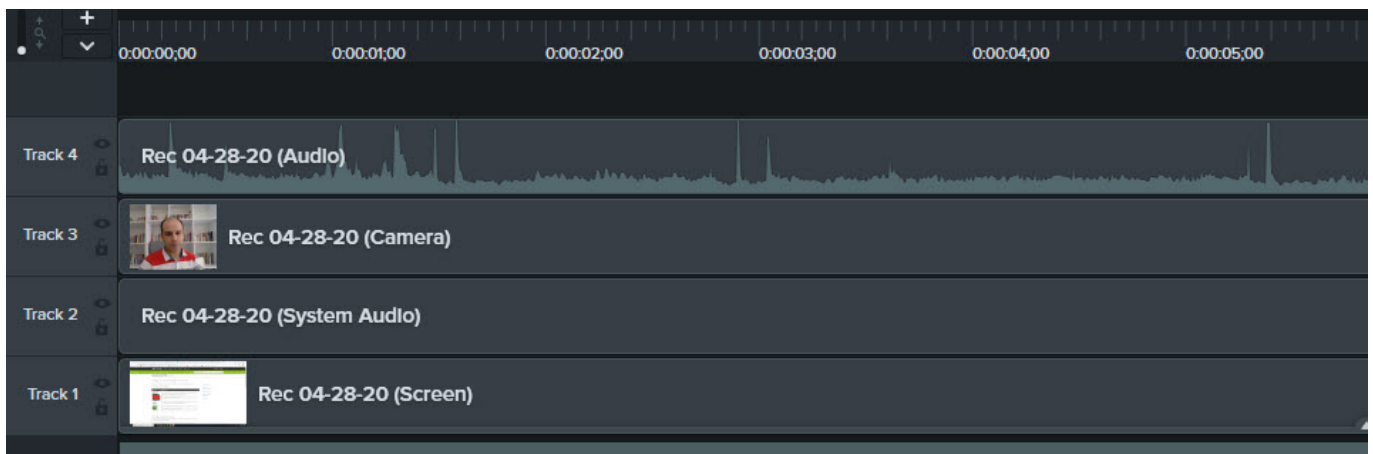 0:00:00;00 0:00:01;00 0:00:02;00 0:00:03;00 0:00:04;00 0:00:05;00
Track 4 Rec 04-28-20 (Audio)
Track 3 Rec 04-28-20 (Camera)
Track 2 Rec 04-28-20 (System Audio)
Track 1 Rec 04-28-20 (Screen)